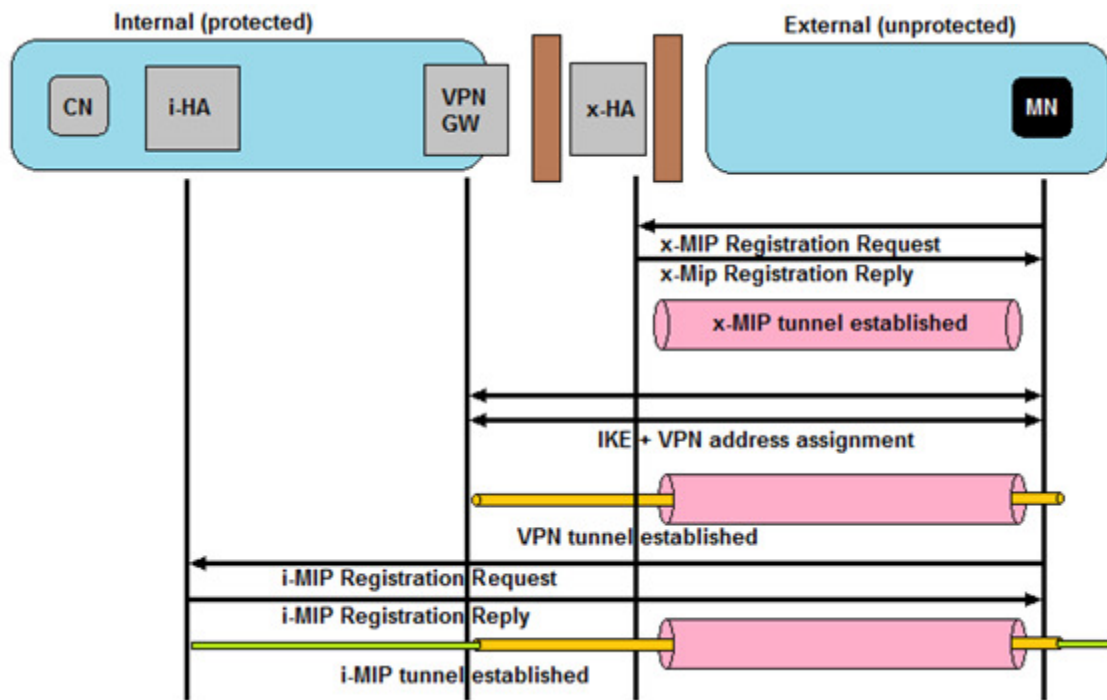 Internal (protected)
External (unprotected)
CN
i-HA
VPN
GW
x-HA
MN
x-MIP Registration Request
x-Mip Registration Reply
x-MIP tunnel established
IKE + VPN address assignment
VPN tunnel established
i-MIP Registration Request
i-MIP Registration Reply
i-MIP tunnel established